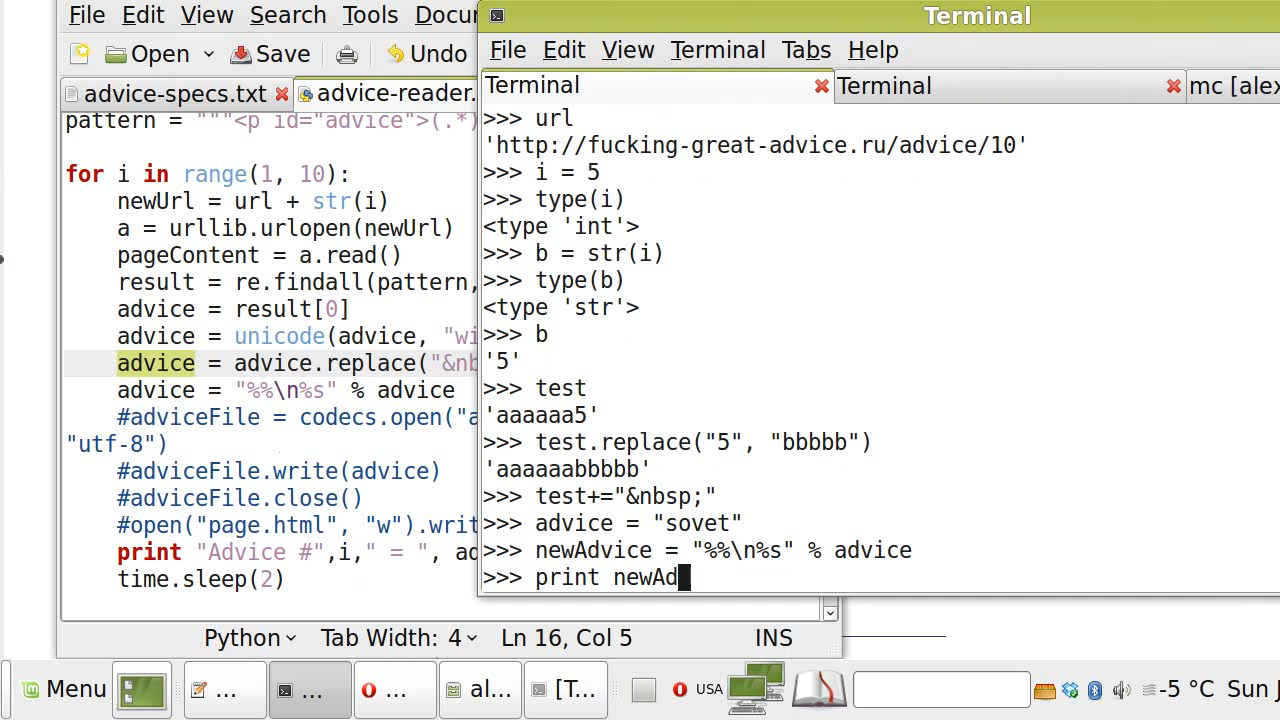 File Edit View Search Tools Docum
Open Save Undo
advice-specs.txt advice-reader.
pattern = """<p id="advice">(.*)
for i in range(1, 10):
    newUrl = url + str(i)
    a = urllib.urlopen(newUrl)
    pageContent = a.read()
    result = re.findall(pattern,
    advice = result[0]
    advice = unicode(advice, "wi
    advice = advice.replace("&nb
    advice = "%%\n%s" % advice
    #adviceFile = codecs.open("a
"utf-8")
    #adviceFile.write(advice)
    #adviceFile.close()
    #open("page.html", "w").writ
    print "Advice #",i," = ", ad
    time.sleep(2)
Python Tab Width: 4 Ln 16, Col 5 INS
Terminal
File Edit View Terminal Tabs Help
Terminal Terminal mc [alex
>>> url
'http://fucking-great-advice.ru/advice/10'
>>> i = 5
>>> type(i)
<type 'int'>
>>> b = str(i)
>>> type(b)
<type 'str'>
>>> b
'5'
>>> test
'aaaaaa5'
>>> test.replace("5", "bbbbb")
'aaaaaabbbbb'
>>> test+="&nbsp;"
>>> advice = "sovet"
>>> newAdvice = "%%\n%s" % advice
>>> print newAd
Menu ... ... ... al... [T... USA -5 °C Sun J